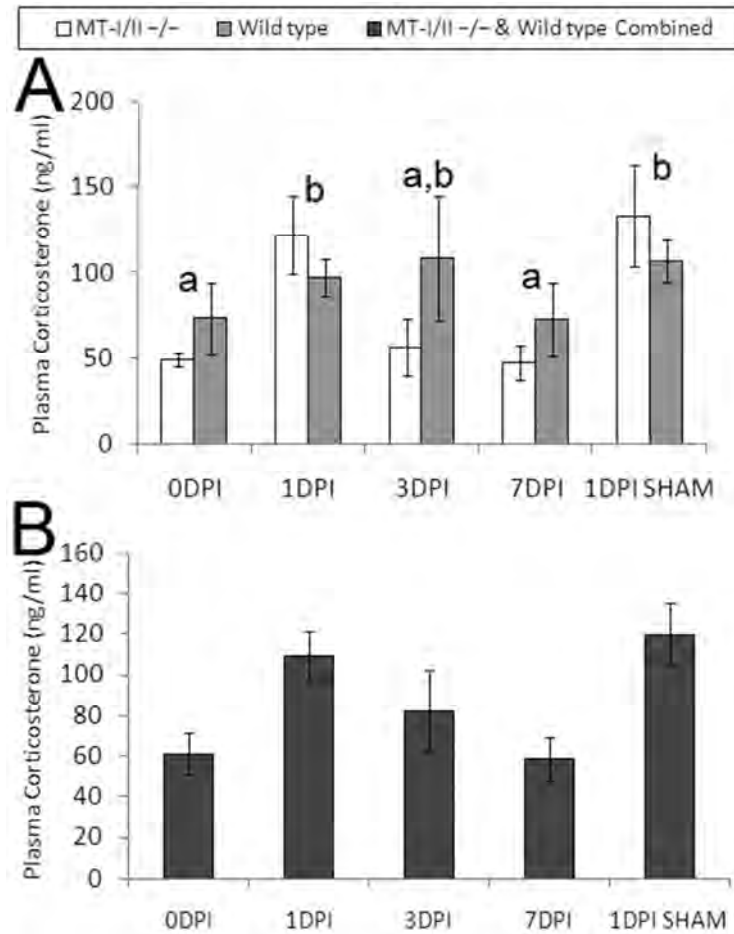 MT-I/II −/− Wild type MT-I/II −/− & Wild type Combined
A
Plasma Corticosterone (ng/ml)
200
150
100
50
0
a
b
a,b
a
b
0DPI 1DPI 3DPI 7DPI 1DPI SHAM
B
Plasma Corticosterone (ng/ml)
160
140
120
100
80
60
40
20
0
0DPI 1DPI 3DPI 7DPI 1DPI SHAM